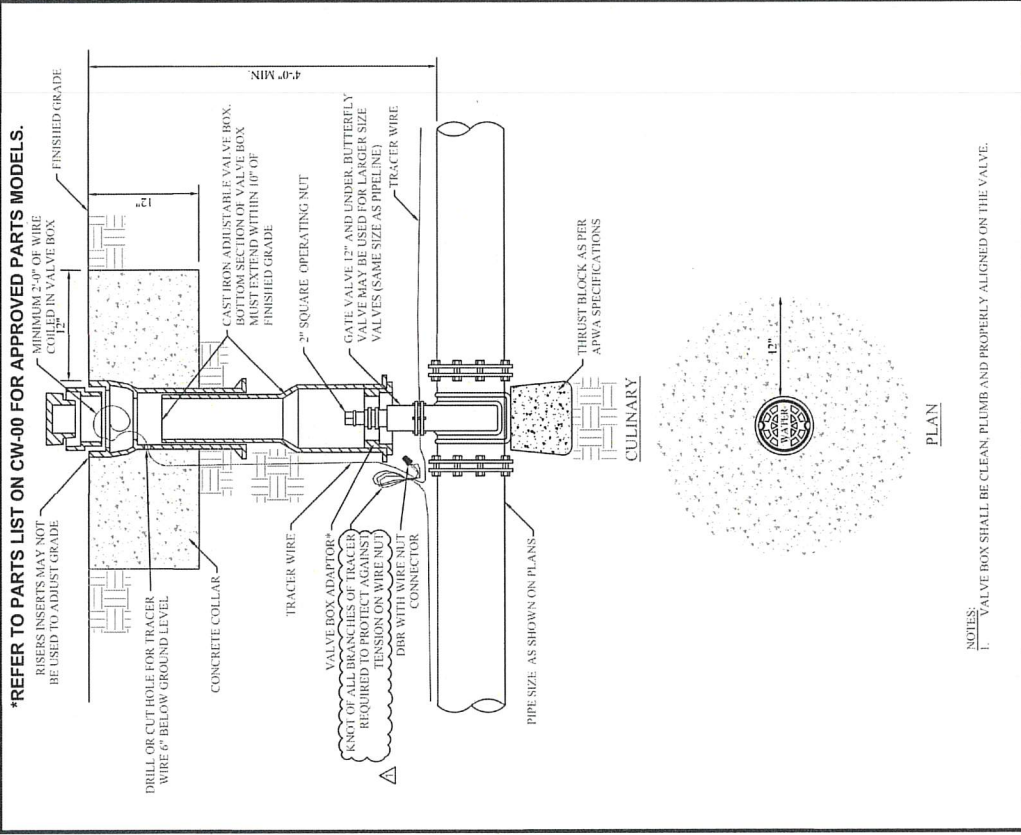 *REFER TO PARTS LIST ON CW-00 FOR APPROVED PARTS MODELS.
RISERS INSERTS MAY NOT
BE USED TO ADJUST GRADE
MINIMUM 2'-0" OF WIRE
COILED IN VALVE BOX
12"
FINISHED GRADE
DRILL OR CUT HOLE FOR TRACER
WIRE 6" BELOW GROUND LEVEL
12"
4'-0" MIN.
CONCRETE COLLAR
CAST IRON ADJUSTABLE VALVE BOX.
BOTTOM SECTION OF VALVE BOX
MUST EXTEND WITHIN 10" OF
FINISHED GRADE
TRACER WIRE
2" SQUARE OPERATING NUT
VALVE BOX ADAPTOR*
KNOT OF ALL BRANCHES OF TRACER
REQUIRED TO PROTECT AGAINST
TENSION ON WIRE NUT
1
DBR WITH WIRE NUT
CONNECTOR
GATE VALVE 12" AND UNDER, BUTTERFLY
VALVE MAY BE USED FOR LARGER SIZE
VALVES (SAME SIZE AS PIPELINE)
TRACER WIRE
PIPE SIZE AS SHOWN ON PLANS
THRUST BLOCK AS PER
APWA SPECIFICATIONS
CULINARY
12"
WATER
PLAN
NOTES:
1. VALVE BOX SHALL BE CLEAN, PLUMB AND PROPERLY ALIGNED ON THE VALVE.